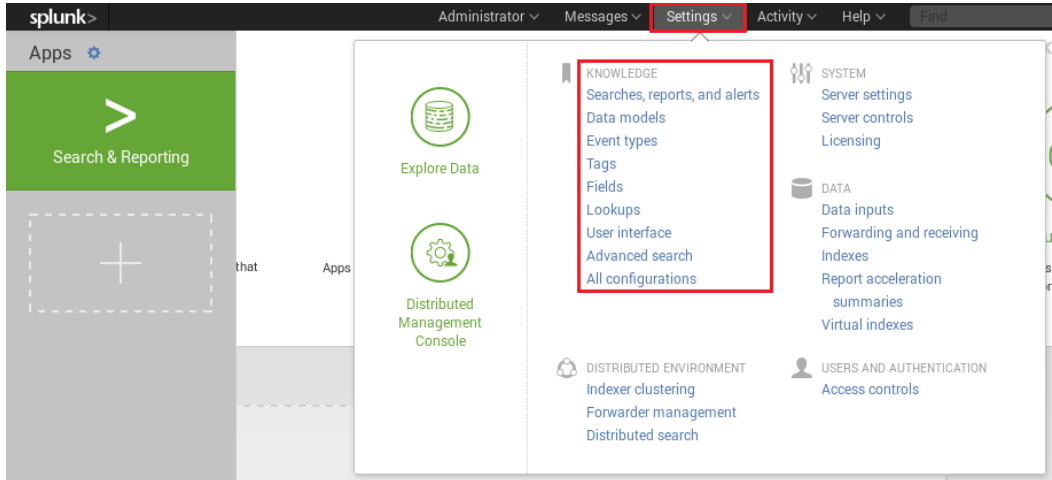 splunk> Administrator Messages Settings Activity Help Find
Apps
>
Search & Reporting
that
Apps
Explore Data
Distributed
Management
Console
KNOWLEDGE
Searches, reports, and alerts
Data models
Event types
Tags
Fields
Lookups
User interface
Advanced search
All configurations
DISTRIBUTED ENVIRONMENT
Indexer clustering
Forwarder management
Distributed search
SYSTEM
Server settings
Server controls
Licensing
DATA
Data inputs
Forwarding and receiving
Indexes
Report acceleration
summaries
Virtual indexes
USERS AND AUTHENTICATION
Access controls